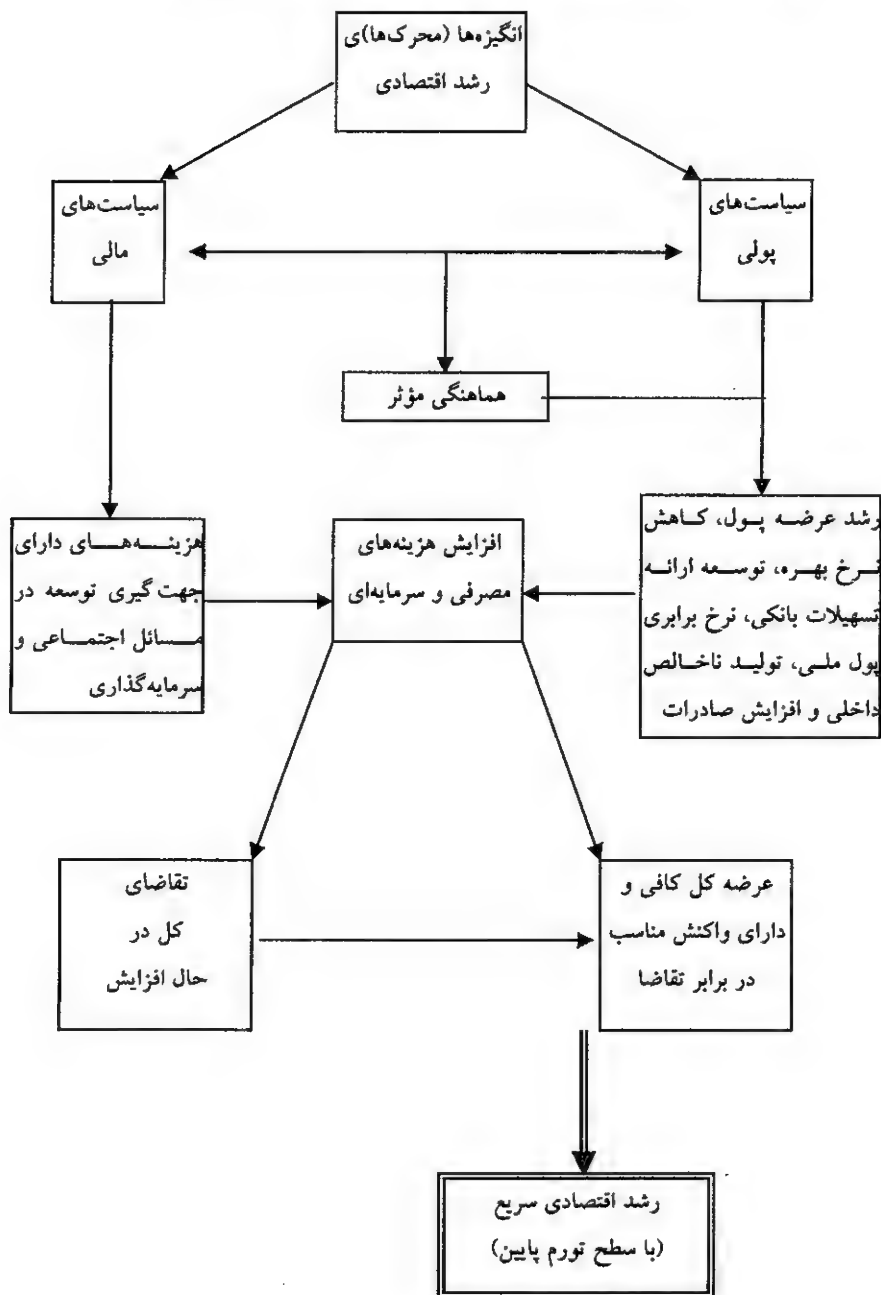 انگیزه‌ها (محرک‌ها)ی
رشد اقتصادی
سیاست‌های
پولی
سیاست‌های
مالی
هماهنگی مؤثر
رشد عرضه پول، کاهش
نرخ بهره، توسعه ارائه
تسهیلات بانکی، نرخ برابری
پول ملی، تولید ناخالص
داخلی و افزایش صادرات
افزایش هزینه‌های
مصرفی و سرمایه‌ای
هزینه‌های دارای
جهت‌گیری توسعه در
مسائل اجتماعی و
سرمایه‌گذاری
عرضه کل کافی و
دارای واکنش مناسب
در برابر تقاضا
تقاضای
کل در
حال افزایش
رشد اقتصادی سریع
(با سطح تورم پایین)